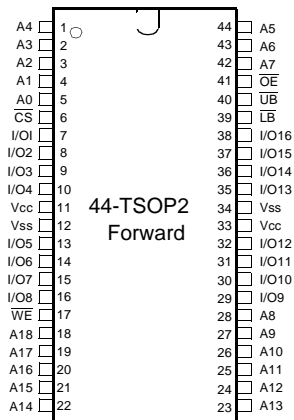 A4 1 44 A5
A3 2 43 A6
A2 3 42 A7
A1 4 41 OE
A0 5 40 UB
CS 6 39 LB
I/OI 7 38 I/O16
I/O2 8 37 I/O15
I/O3 9 36 I/O14
I/O4 10 35 I/O13
Vcc 11 44-TSOP2 34 Vss
Vss 12 Forward 33 Vcc
I/O5 13 32 I/O12
I/O6 14 31 I/O11
I/O7 15 30 I/O10
I/O8 16 29 I/O9
WE 17 28 A8
A18 18 27 A9
A17 19 26 A10
A16 20 25 A11
A15 21 24 A12
A14 22 23 A13